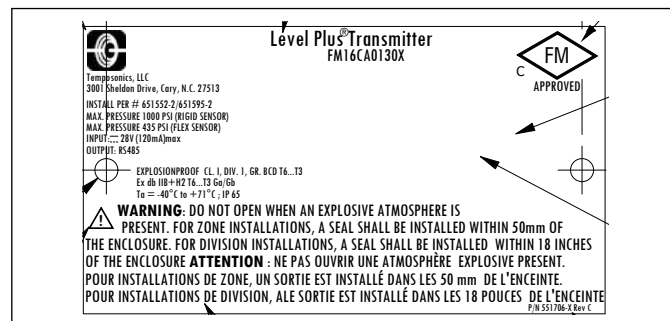 Level Plus® Transmitter
FM16CA0130X
FM
C
APPROVED
Temposonics, LLC
3001 Sheldon Drive, Cary, N.C. 27513
INSTALL PER # 651552-2/651595-2
MAX. PRESSURE 1000 PSI (RIGID SENSOR)
MAX. PRESSURE 435 PSI (FLEX SENSOR)
INPUT: ⎓ 28V (120mA)max
OUTPUT: RS485
EXPLOSIONPROOF CL. I, DIV. 1, GR. BCD T6...T3
Ex db IIB+H2 T6...T3 Ga/Gb
Ta = -40°C to +71°C ; IP 65
WARNING: DO NOT OPEN WHEN AN EXPLOSIVE ATMOSPHERE IS
PRESENT. FOR ZONE INSTALLATIONS, A SEAL SHALL BE INSTALLED WITHIN 50mm OF
THE ENCLOSURE. FOR DIVISION INSTALLATIONS, A SEAL SHALL BE INSTALLED WITHIN 18 INCHES
OF THE ENCLOSURE ATTENTION : NE PAS OUVRIR UNE ATMOSPHÈRE EXPLOSIVE PRESENT.
POUR INSTALLATIONS DE ZONE, UN SORTIE EST INSTALLÉ DANS LES 50 mm DE L'ENCEINTE.
POUR INSTALLATIONS DE DIVISION, ALE SORTIE EST INSTALLÉ DANS LES 18 POUCES DE L'ENCEINTE
P/N 551706-X Rev C